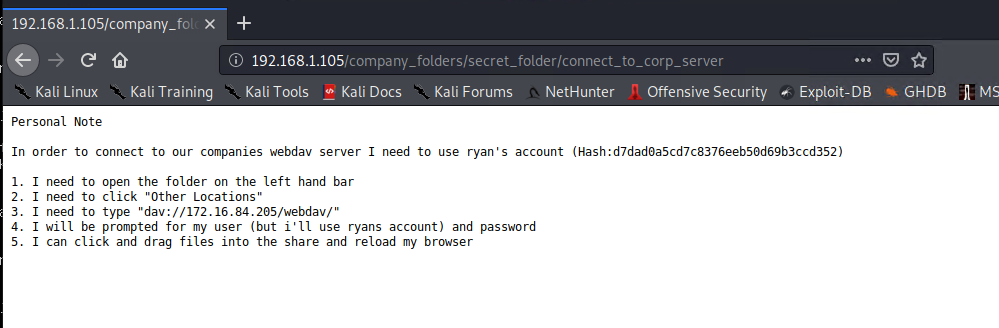 192.168.1.105/company_fol
192.168.1.105/company_folders/secret_folder/connect_to_corp_server
Kali Linux Kali Training Kali Tools Kali Docs Kali Forums NetHunter Offensive Security Exploit-DB GHDB MS
Personal Note
In order to connect to our companies webdav server I need to use ryan's account (Hash:d7dad0a5cd7c8376eeb50d69b3ccd352)
1. I need to open the folder on the left hand bar
2. I need to click "Other Locations"
3. I need to type "dav://172.16.84.205/webdav/"
4. I will be prompted for my user (but i'll use ryans account) and password
5. I can click and drag files into the share and reload my browser